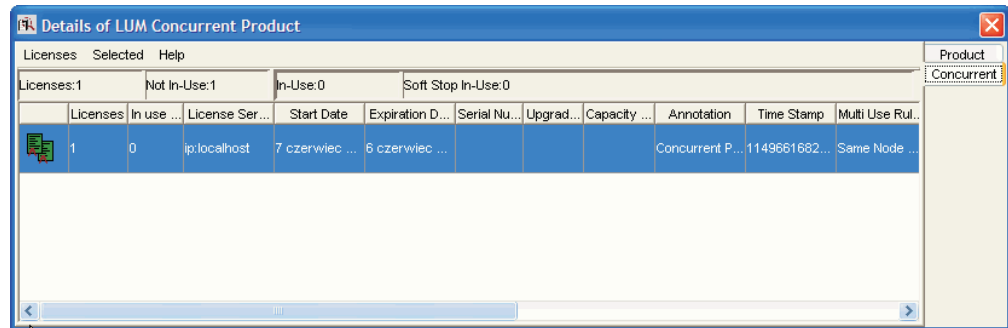 Details of LUM Concurrent Product
Licenses Selected Help
Product
Concurrent
Licenses:1 Not In-Use:1 In-Use:0 Soft Stop In-Use:0
Licenses In use ... License Ser... Start Date Expiration D... Serial Nu... Upgrad... Capacity ... Annotation Time Stamp Multi Use Rul...
1 0 ip:localhost 7 czerwiec ... 6 czerwiec ... Concurrent P... 1149661682... Same Node ...